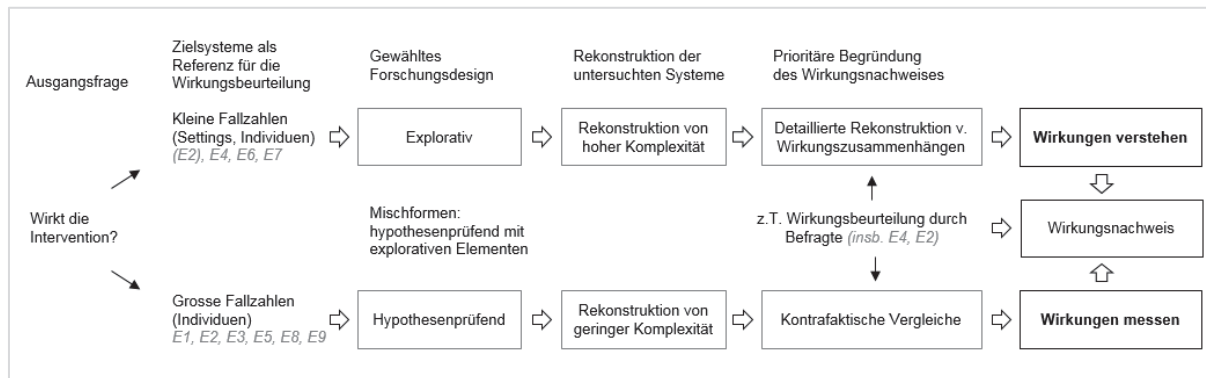 Ausgangsfrage
Zielsysteme als
Referenz für die
Wirkungsbeurteilung
Gewähltes
Forschungsdesign
Rekonstruktion der
untersuchten Systeme
Prioritäre Begründung
des Wirkungsnachweises
Kleine Fallzahlen
(Settings, Individuen)
(E2), E4, E6, E7
Explorativ
Rekonstruktion von
hoher Komplexität
Detaillierte Rekonstruktion v.
Wirkungszusammenhängen
Wirkungen verstehen
Wirkt die
Intervention?
Mischformen:
hypothesenprüfend mit
explorativen Elementen
z.T. Wirkungsbeurteilung durch
Befragte (insb. E4, E2)
Wirkungsnachweis
Grosse Fallzahlen
(Individuen)
E1, E2, E3, E5, E8, E9
Hypothesenprüfend
Rekonstruktion von
geringer Komplexität
Kontrafaktische Vergleiche
Wirkungen messen